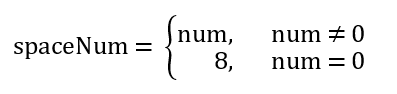 spaceNum = { num, num ≠ 0
8, num = 0